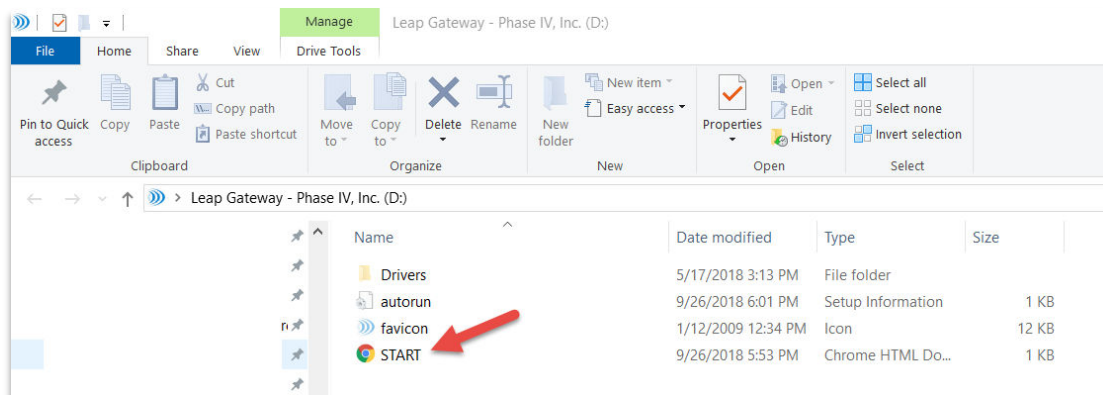 Manage
Leap Gateway - Phase IV, Inc. (D:)
File Home Share View Drive Tools
Pin to Quick access
Copy
Paste
Cut
Copy path
Paste shortcut
Clipboard
Move to
Copy to
Delete
Rename
Organize
New folder
New item
Easy access
New
Properties
Open
Edit
History
Open
Select all
Select none
Invert selection
Select
Leap Gateway - Phase IV, Inc. (D:)
Name Date modified Type Size
Drivers 5/17/2018 3:13 PM File folder
autorun 9/26/2018 6:01 PM Setup Information 1 KB
favicon 1/12/2009 12:34 PM Icon 12 KB
START 9/26/2018 5:53 PM Chrome HTML Do... 1 KB